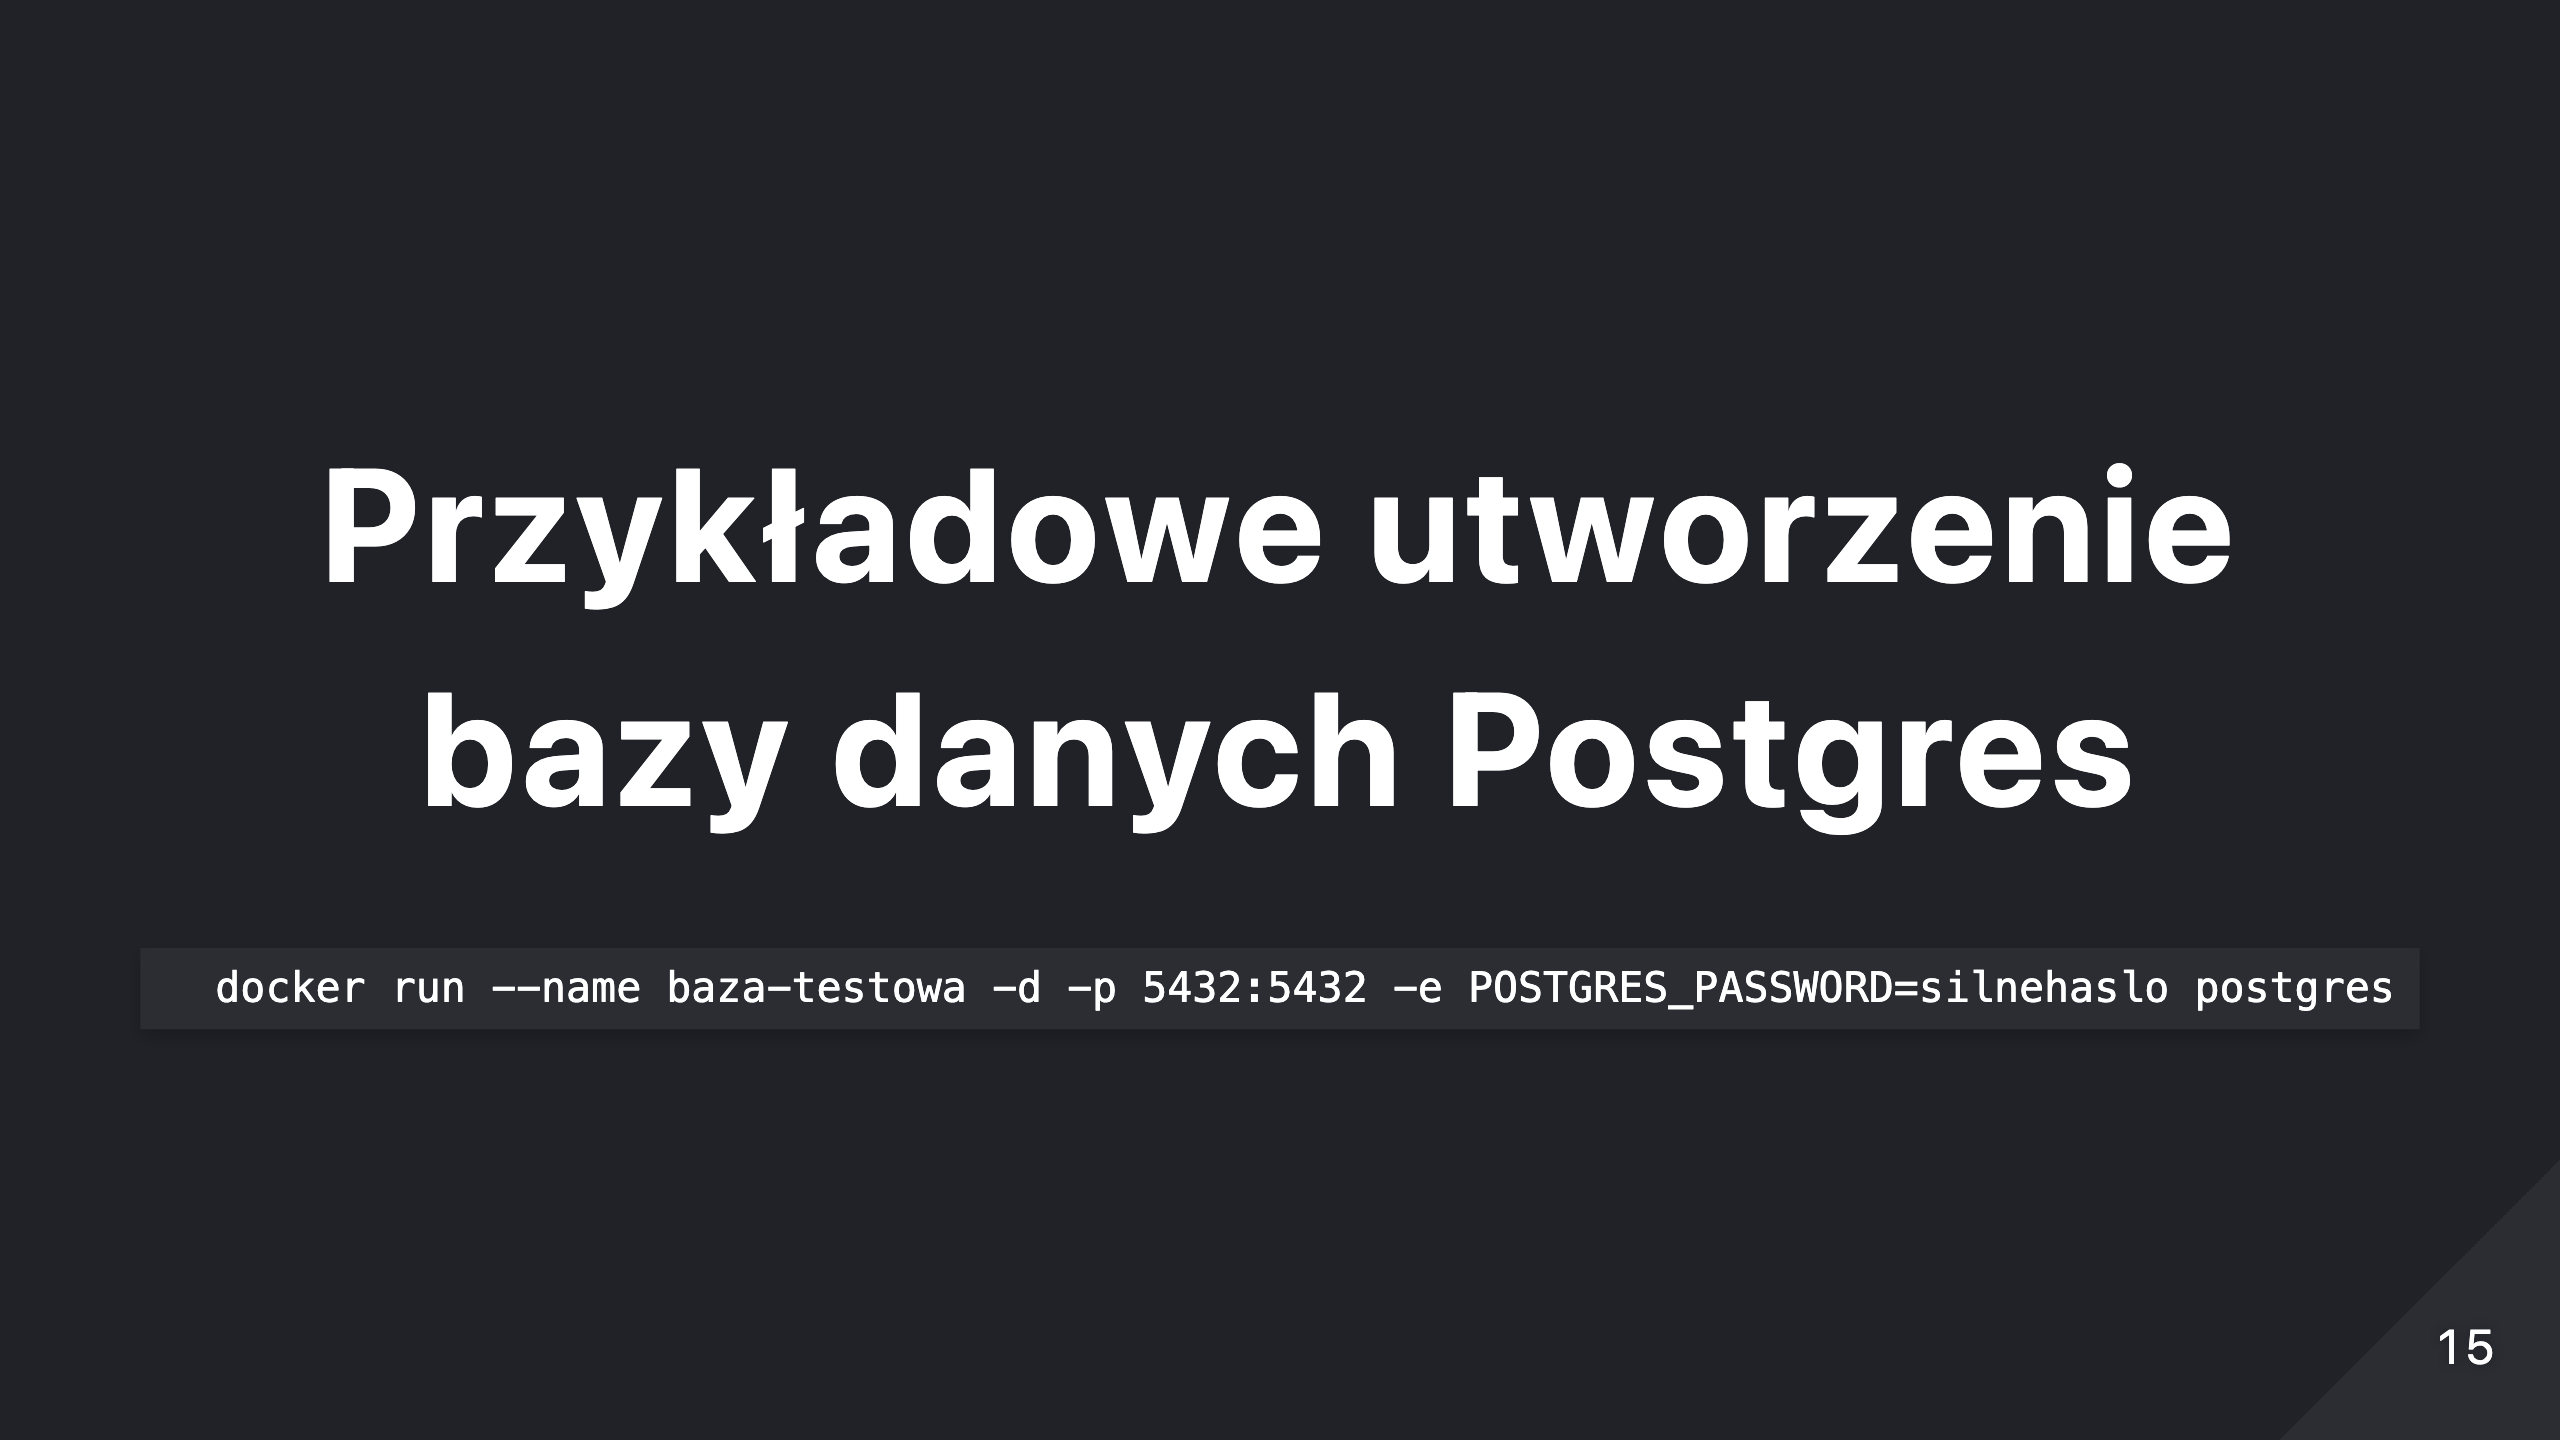 Przykładowe utworzenie
bazy danych Postgres
docker run --name baza-testowa -d -p 5432:5432 -e POSTGRES_PASSWORD=silnehaslo postgres
15